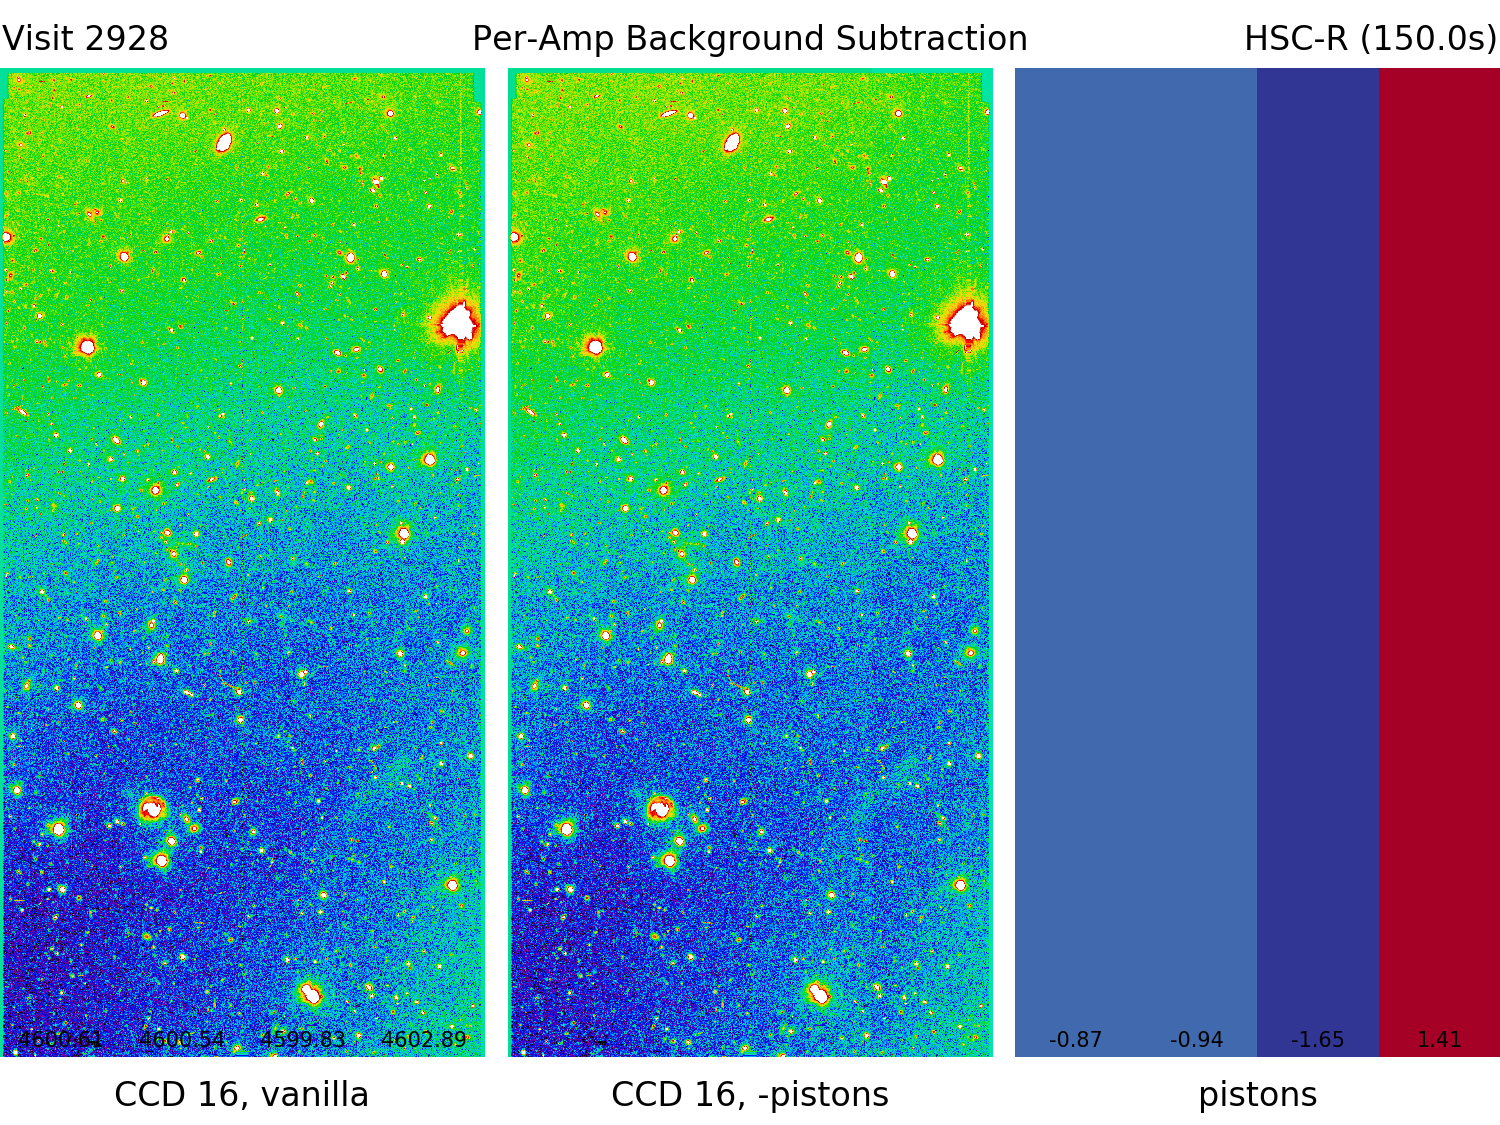 Visit 2928 Per-Amp Background Subtraction HSC-R (150.0s)
4600.61 4600.54 4599.83 4602.89 -0.87 -0.94 -1.65 1.41
CCD 16, vanilla CCD 16, -pistons pistons